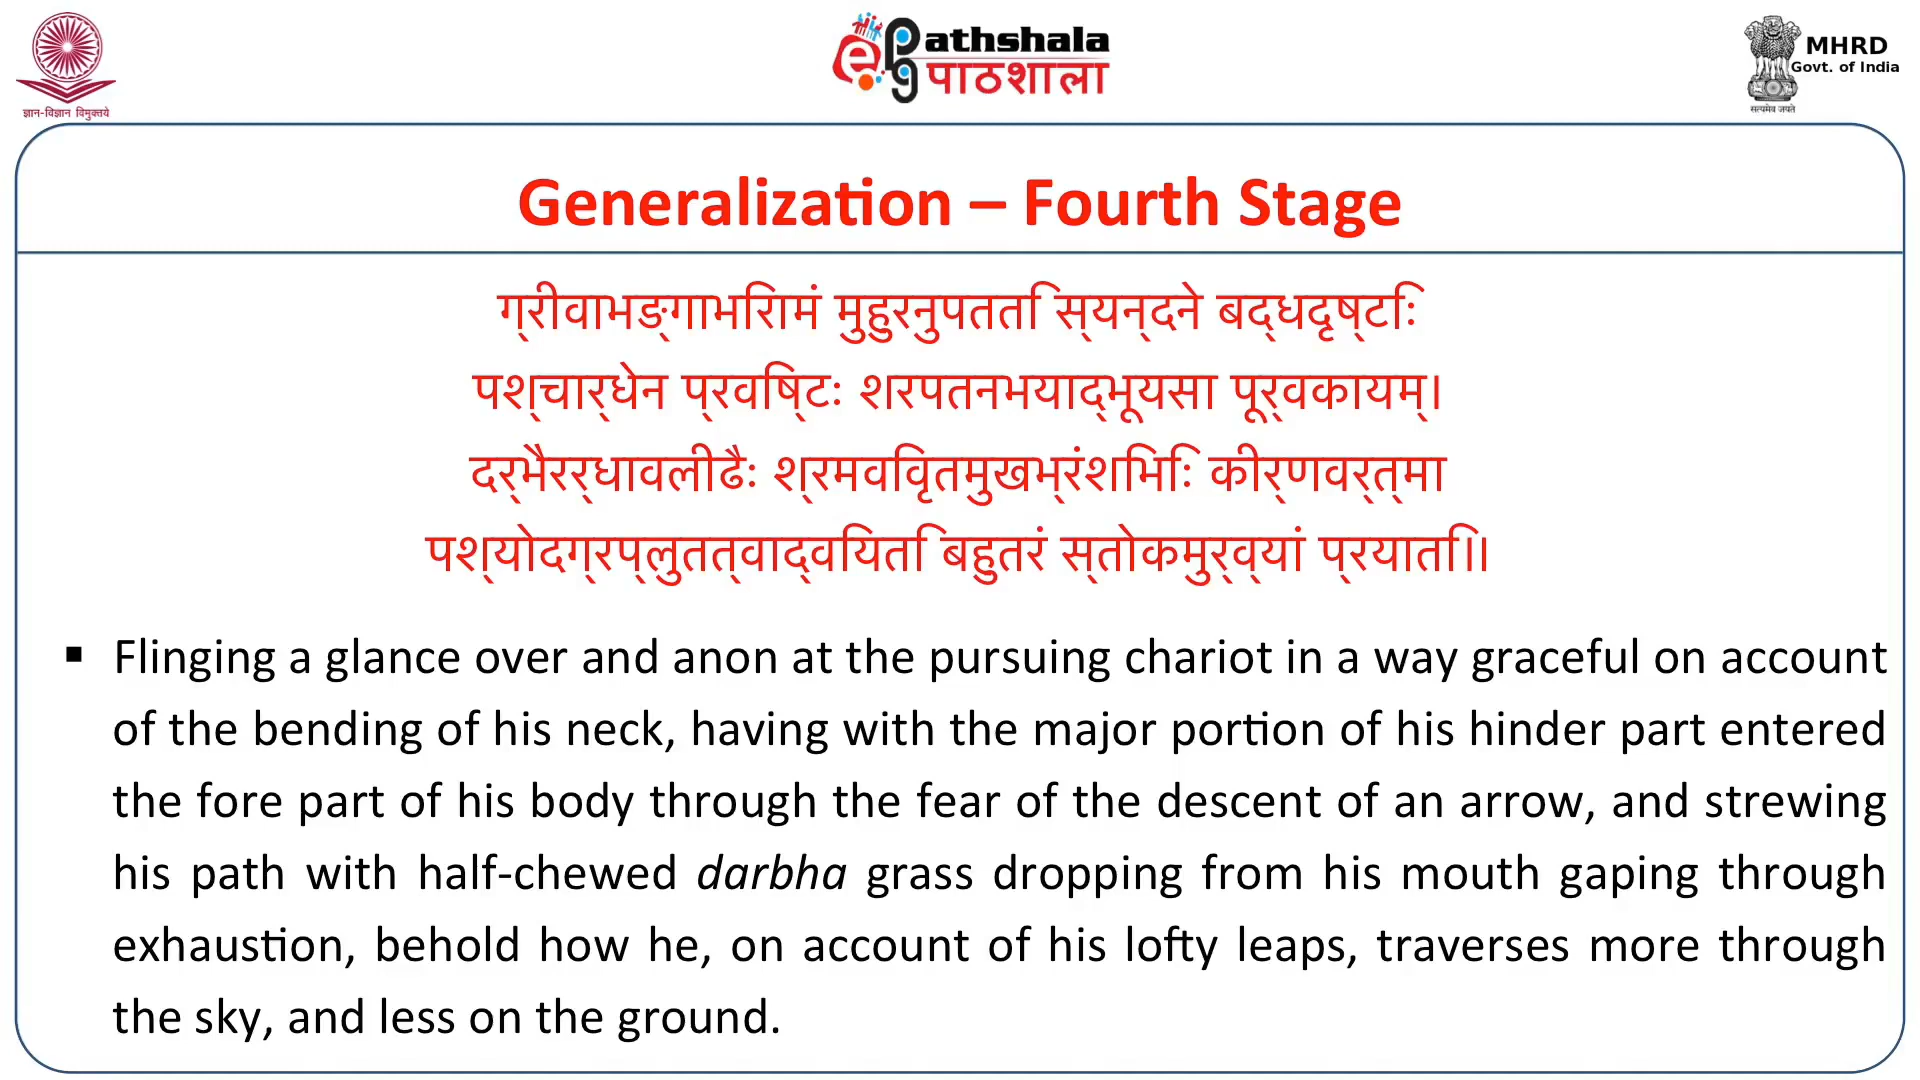 ज्ञान-विज्ञान विमुक्तये
ePG Pathshala
पाठशाला
MHRD
Govt. of India
सत्यमेव जयते
Generalization – Fourth Stage
ग्रीवाभङ्गाभिरामं मुहुरनुपतति स्यन्दने बद्धदृष्टिः
पश्चार्धेन प्रविष्टः शरपतनभयाद्भूयसा पूर्वकायम्।
दर्भैरर्धावलीढैः श्रमविवृतमुखभ्रंशिभिः कीर्णवर्त्मा
पश्योदग्रप्लुतत्वाद्वियति बहुतरं स्तोकमुर्व्यां प्रयाति॥
▪ Flinging a glance over and anon at the pursuing chariot in a way graceful on account
of the bending of his neck, having with the major portion of his hinder part entered
the fore part of his body through the fear of the descent of an arrow, and strewing
his path with half-chewed darbha grass dropping from his mouth gaping through
exhaustion, behold how he, on account of his lofty leaps, traverses more through
the sky, and less on the ground.